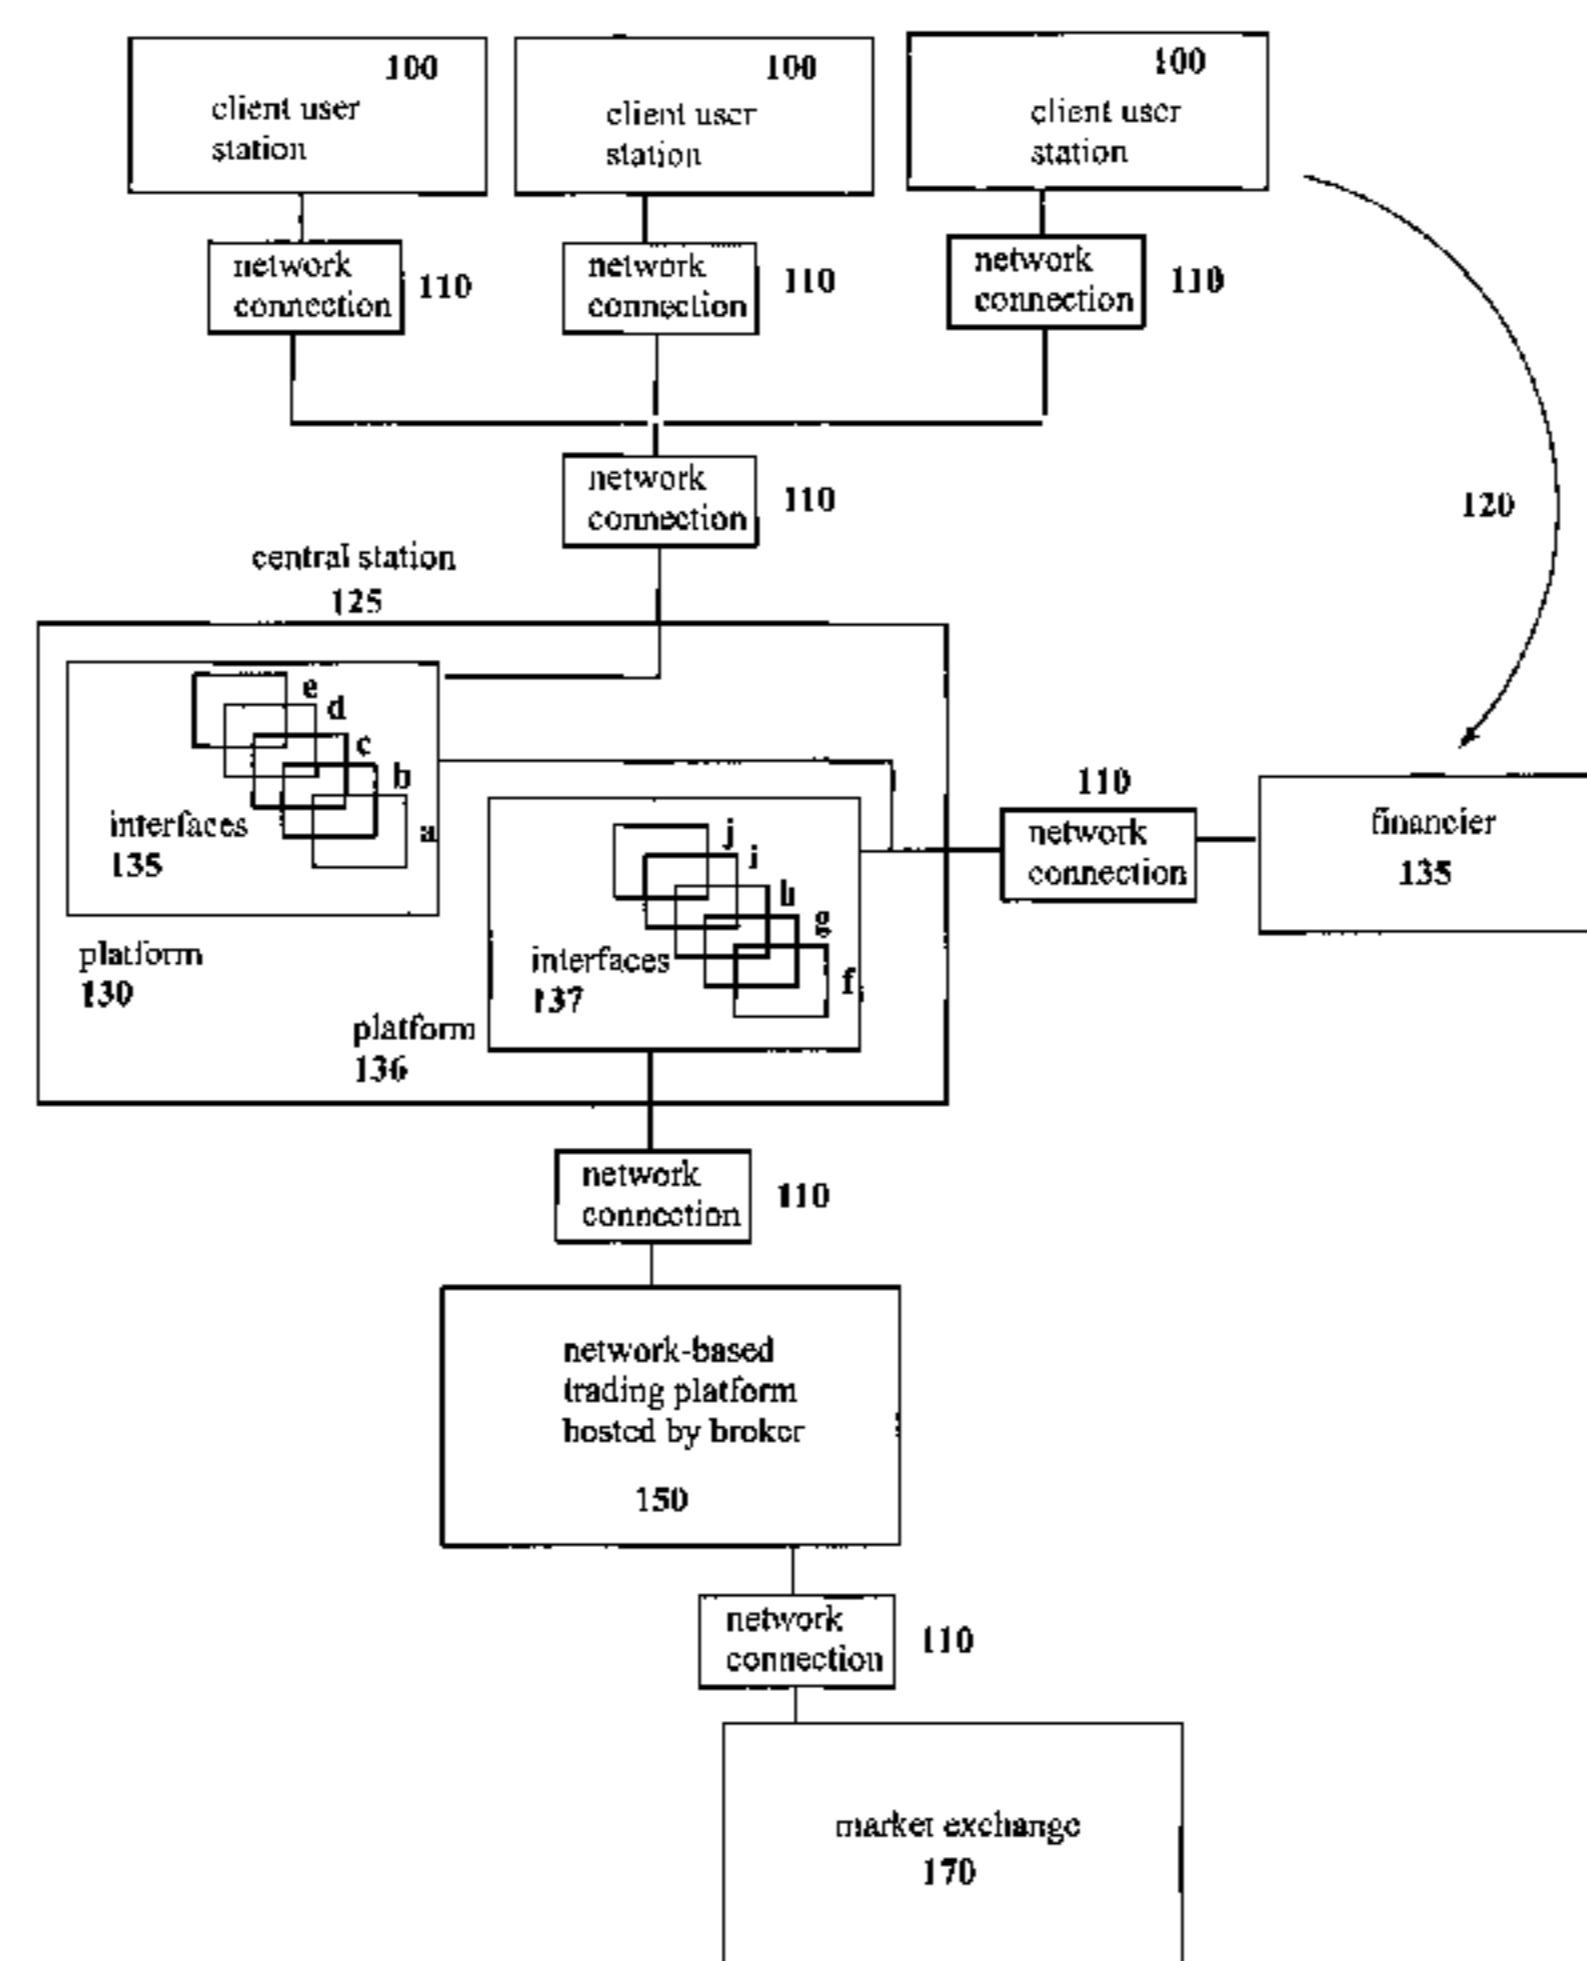 100
client user
station
100
client user
station
100
client user
station
network
connection
110
network
connection
110
network
connection
110
network
connection
110
120
central station
125
e
d
c
b
a
interfaces
135
platform
130
j
i
h
g
f
interfaces
137
platform
136
110
network
connection
financier
135
network
connection
110
network-based
trading platform
hosted by broker
150
network
connection
110
market exchange
170